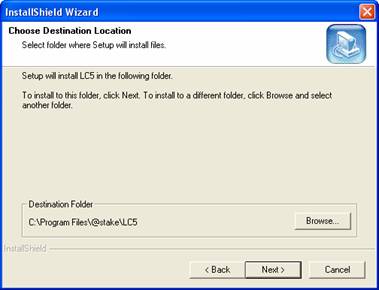 InstallShield Wizard
Choose Destination Location
Select folder where Setup will install files.
Setup will install LC5 in the following folder.
To install to this folder, click Next. To install to a different folder, click Browse and select
another folder.
Destination Folder
C:\Program Files\@stake\LC5
Browse...
InstallShield
< Back
Next >
Cancel